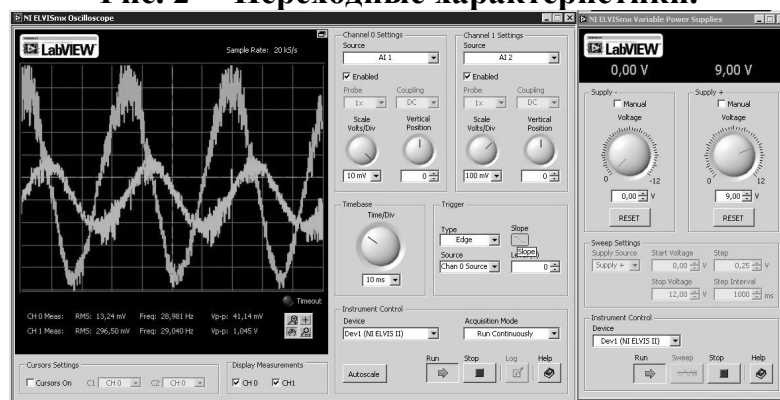 Рис. 2 — Переходные характеристики.
NI ELVISmx Oscilloscope
LabVIEW
Sample Rate: 20 kS/s
Timeout
CH 0 Meas: RMS: 13,24 mV Freq: 28,981 Hz Vp-p: 41,14 mV
CH 1 Meas: RMS: 296,50 mV Freq: 29,040 Hz Vp-p: 1,045 V
Cursors Settings
Cursors On C1 CH 0 C2 CH 0
Display Measurements
CH 0 CH1
Channel 0 Settings
Source
AI 1
Enabled
Probe Coupling
1x DC
Scale Vertical
Volts/Div Position
10 mV 0
Channel 1 Settings
Source
AI 2
Enabled
Probe Coupling
1x DC
Scale Vertical
Volts/Div Position
100 mV 0
Timebase
Time/Div
10 ms
Trigger
Type Slope
Edge
Slope
Source
Chan 0 Source 0
Instrument Control
Device Acquisition Mode
Dev1 (NI ELVIS II) Run Continuously
Run Stop Log Help
Autoscale
NI ELVISmx Variable Power Supplies
LabVIEW
0,00 V 9,00 V
Supply -
Manual
Voltage
0 -12
0,00 V
RESET
Supply +
Manual
Voltage
0 12
9,00 V
RESET
Sweep Settings
Supply Source Start Voltage Step
Supply + 0,00 V 0,25 V
Stop Voltage Step Interval
12,00 V 1000 ms
Instrument Control
Device
Dev1 (NI ELVIS II)
Run Sweep Stop Help